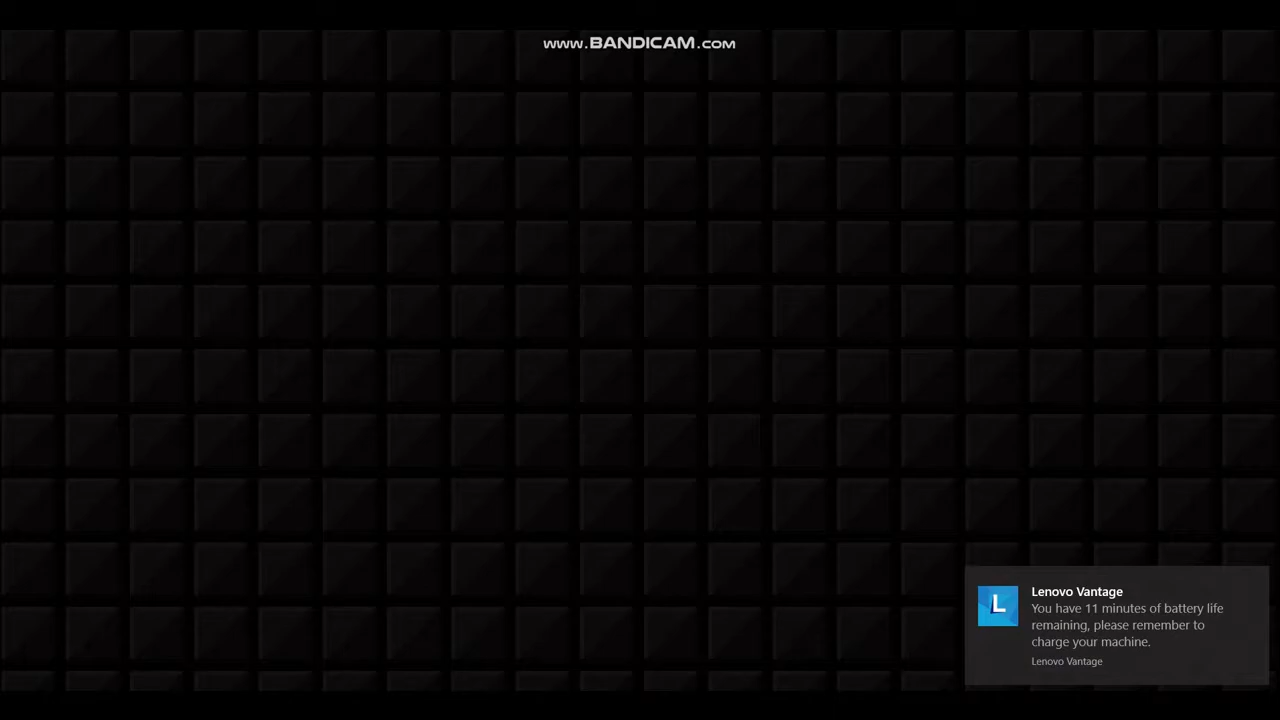 www.BANDICAM.com
L
Lenovo Vantage
You have 11 minutes of battery life
remaining, please remember to
charge your machine.
Lenovo Vantage